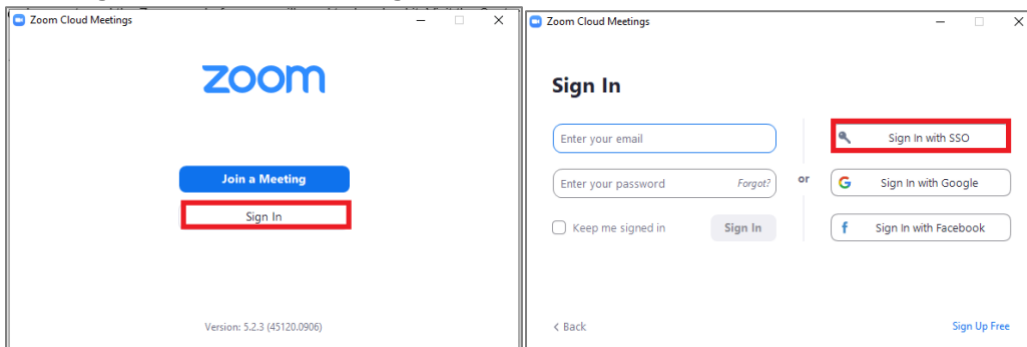 Zoom Cloud Meetings
zoom
Join a Meeting
Sign In
Version: 5.2.3 (45120.0906)
Zoom Cloud Meetings
Sign In
Enter your email
Enter your password Forgot?
Keep me signed in Sign In
or
Sign In with SSO
Sign In with Google
Sign In with Facebook
< Back Sign Up Free